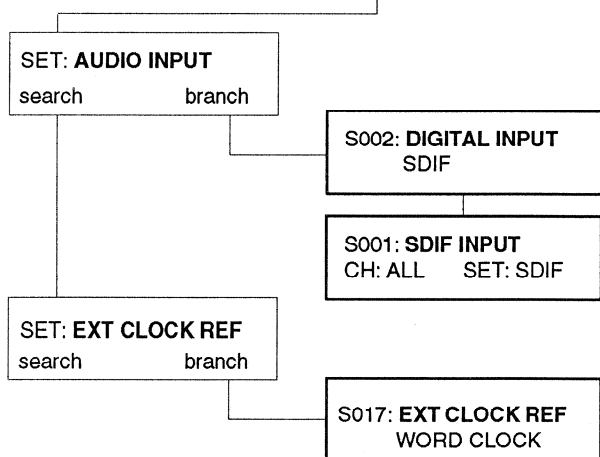 SET: AUDIO INPUT
search branch
S002: DIGITAL INPUT
SDIF
S001: SDIF INPUT
CH: ALL SET: SDIF
SET: EXT CLOCK REF
search branch
S017: EXT CLOCK REF
WORD CLOCK